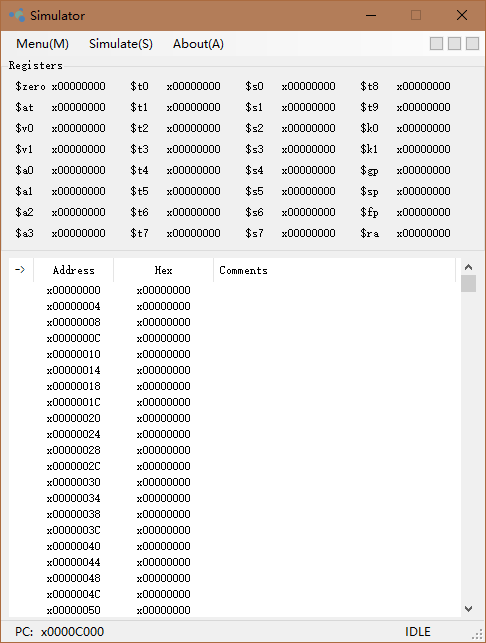 Simulator
Menu(M) Simulate(S) About(A)
Registers
$zero x00000000 $t0 x00000000 $s0 x00000000 $t8 x00000000
$at x00000000 $t1 x00000000 $s1 x00000000 $t9 x00000000
$v0 x00000000 $t2 x00000000 $s2 x00000000 $k0 x00000000
$v1 x00000000 $t3 x00000000 $s3 x00000000 $k1 x00000000
$a0 x00000000 $t4 x00000000 $s4 x00000000 $gp x00000000
$a1 x00000000 $t5 x00000000 $s5 x00000000 $sp x00000000
$a2 x00000000 $t6 x00000000 $s6 x00000000 $fp x00000000
$a3 x00000000 $t7 x00000000 $s7 x00000000 $ra x00000000
-> Address Hex Comments
x00000000 x00000000
x00000004 x00000000
x00000008 x00000000
x0000000C x00000000
x00000010 x00000000
x00000014 x00000000
x00000018 x00000000
x0000001C x00000000
x00000020 x00000000
x00000024 x00000000
x00000028 x00000000
x0000002C x00000000
x00000030 x00000000
x00000034 x00000000
x00000038 x00000000
x0000003C x00000000
x00000040 x00000000
x00000044 x00000000
x00000048 x00000000
x0000004C x00000000
x00000050 x00000000
PC: x0000C000 IDLE